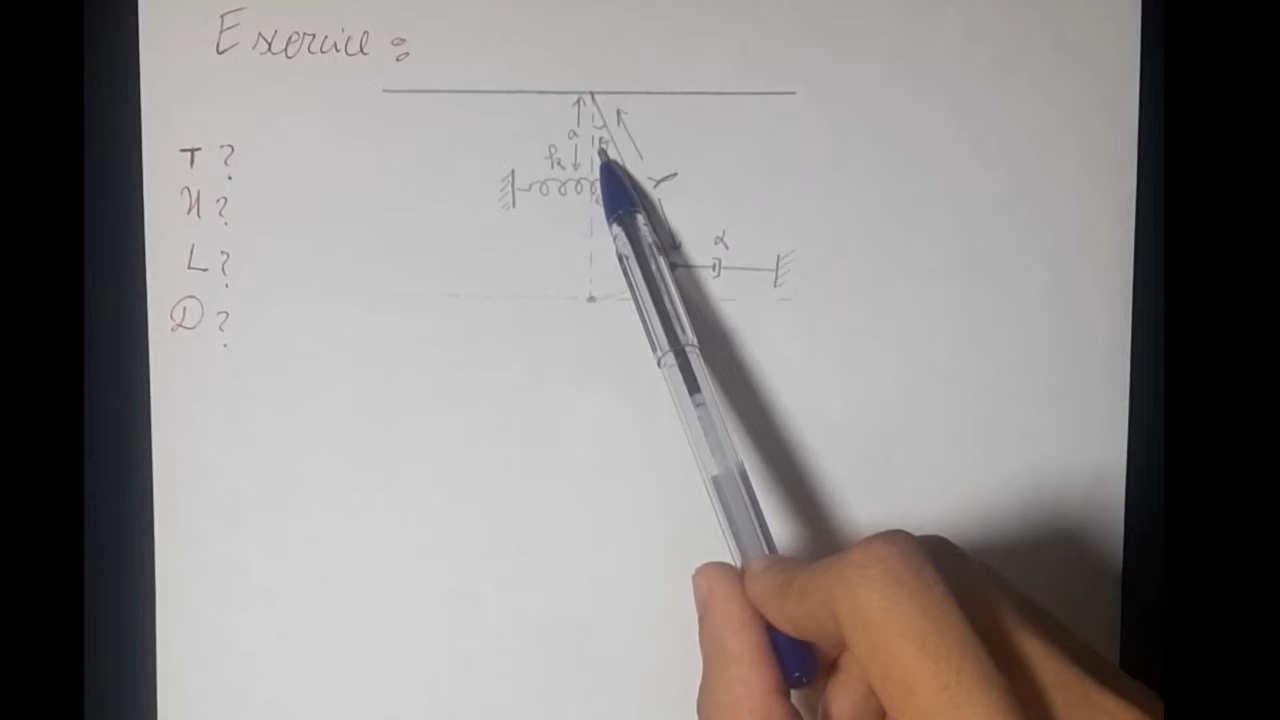 Exercice :
T ?
a
k
α
L ?
D ?